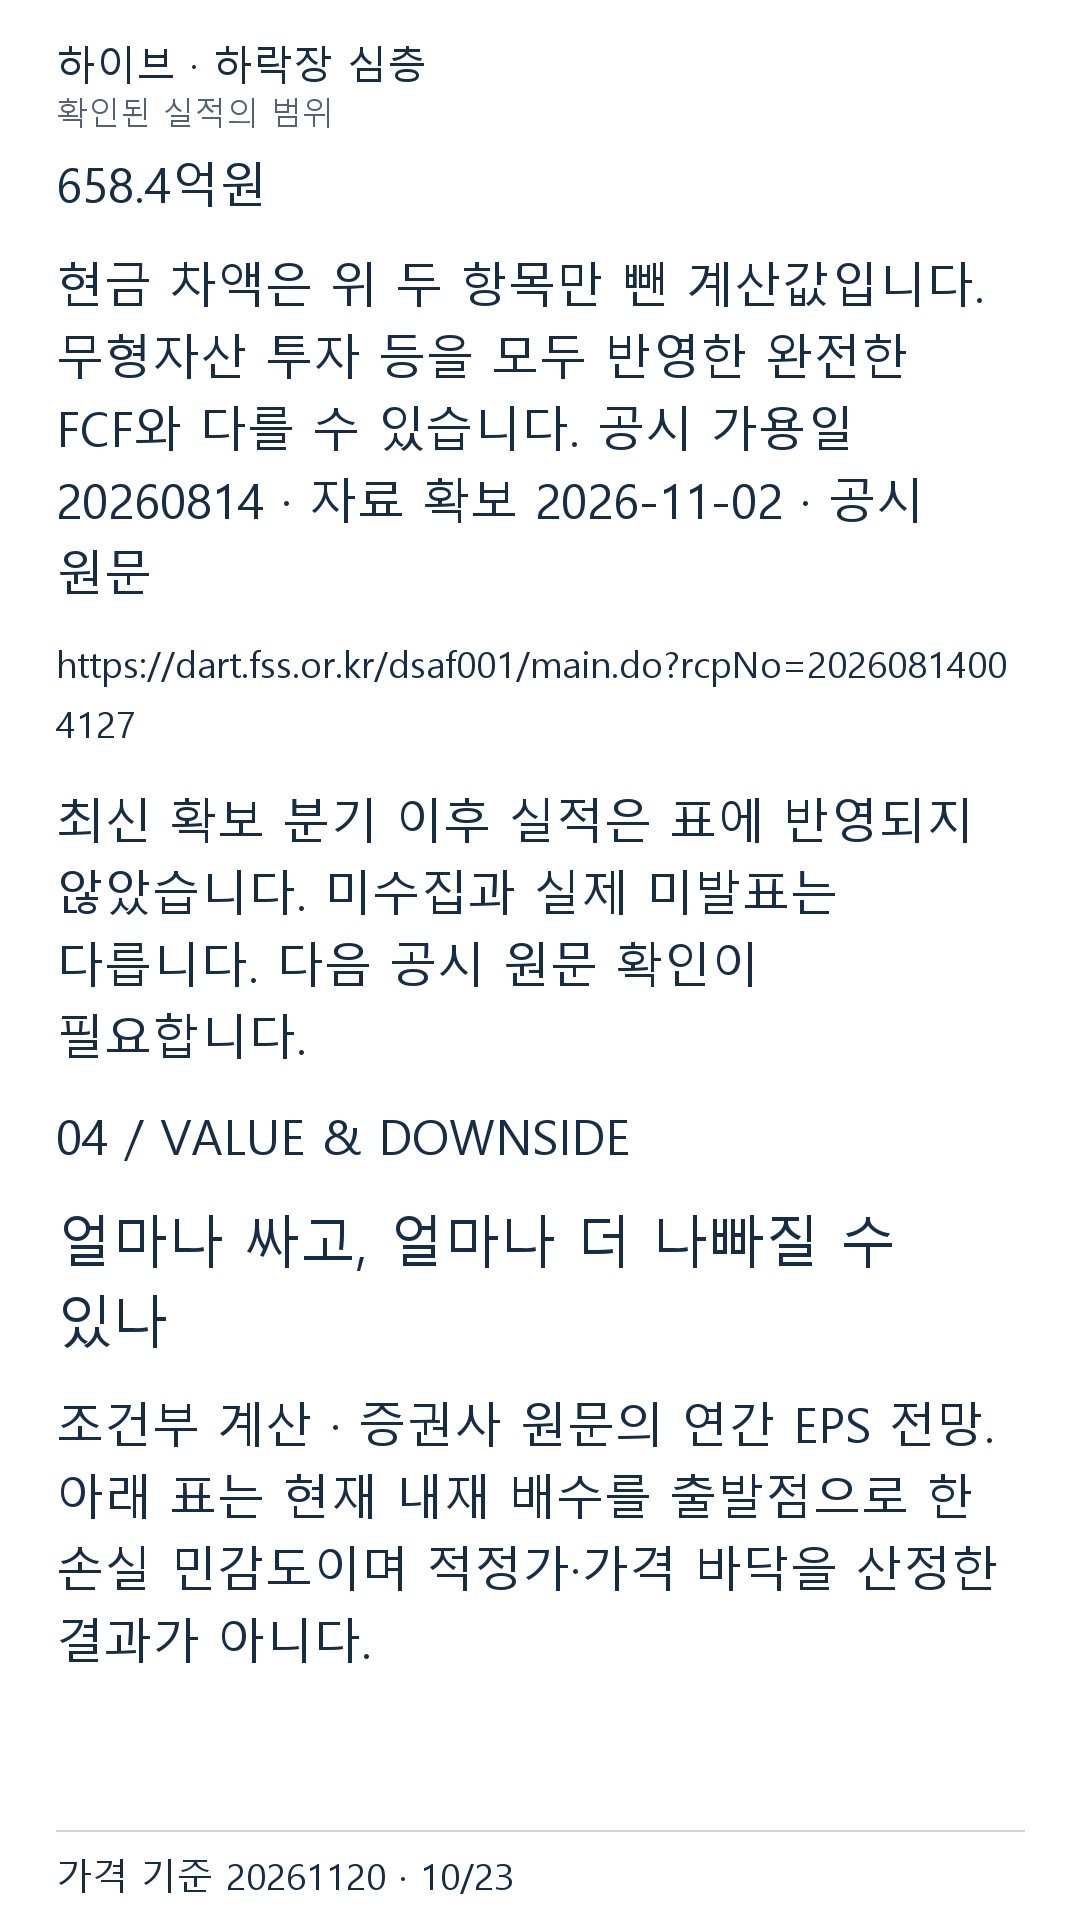 하이브 · 하락장 심층
확인된 실적의 범위
658.4억원
현금 차액은 위 두 항목만 뺀 계산값입니다.
무형자산 투자 등을 모두 반영한 완전한
FCF와 다를 수 있습니다. 공시 가용일
20260814 · 자료 확보 2026-11-02 · 공시
원문
https://dart.fss.or.kr/dsaf001/main.do?rcpNo=2026081400
4127
최신 확보 분기 이후 실적은 표에 반영되지
않았습니다. 미수집과 실제 미발표는
다릅니다. 다음 공시 원문 확인이
필요합니다.
04 / VALUE & DOWNSIDE
얼마나 싸고, 얼마나 더 나빠질 수
있나
조건부 계산 · 증권사 원문의 연간 EPS 전망.
아래 표는 현재 내재 배수를 출발점으로 한
손실 민감도이며 적정가·가격 바닥을 산정한
결과가 아니다.
가격 기준 20261120 · 10/23